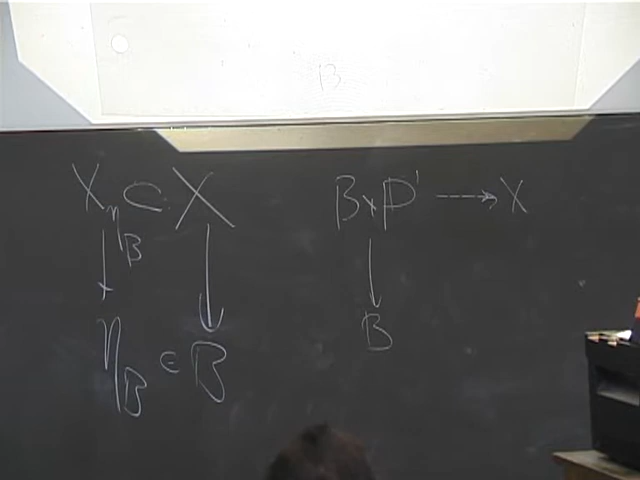 B
X_{η_B} ⊂ X   B×P¹ ⇢ X
↓   ↓   ↓
η_B ∈ B   B